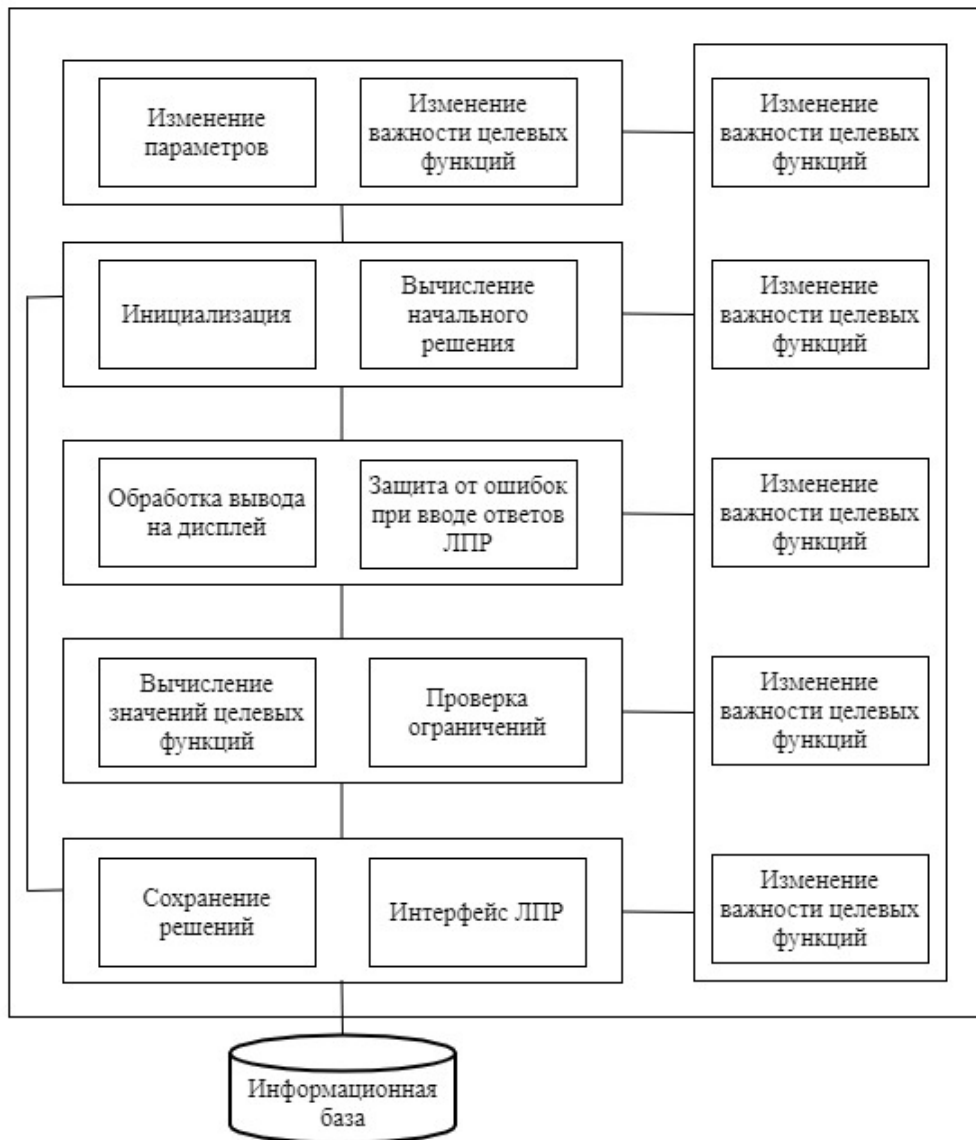 Изменение
параметров
Изменение
важности целевых
функций
Изменение
важности целевых
функций
Инициализация
Вычисление
начального
решения
Изменение
важности целевых
функций
Обработка вывода
на дисплей
Защита от ошибок
при вводе ответов
ЛПР
Изменение
важности целевых
функций
Вычисление
значений целевых
функций
Проверка
ограничений
Изменение
важности целевых
функций
Сохранение
решений
Интерфейс ЛПР
Изменение
важности целевых
функций
Информационная
база